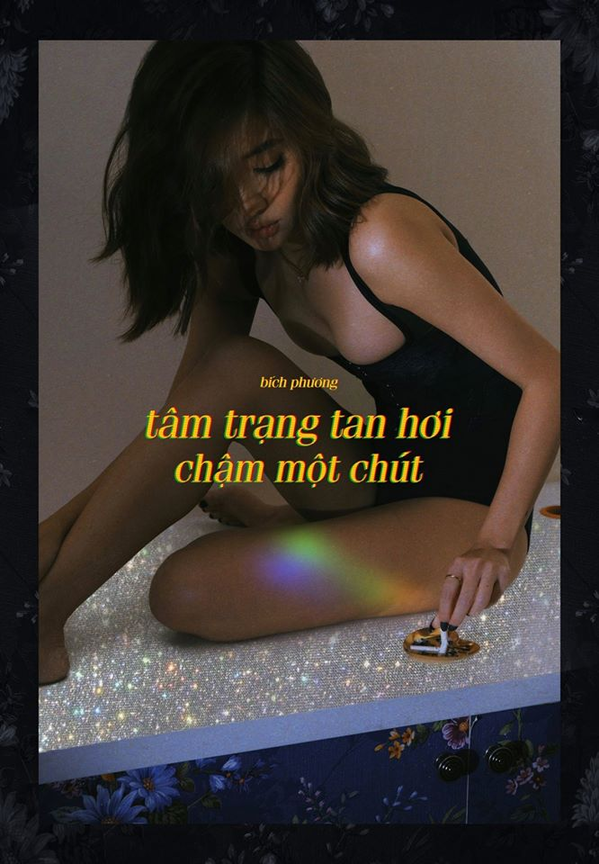 bích phương
tâm trạng tan hơi
chậm một chút